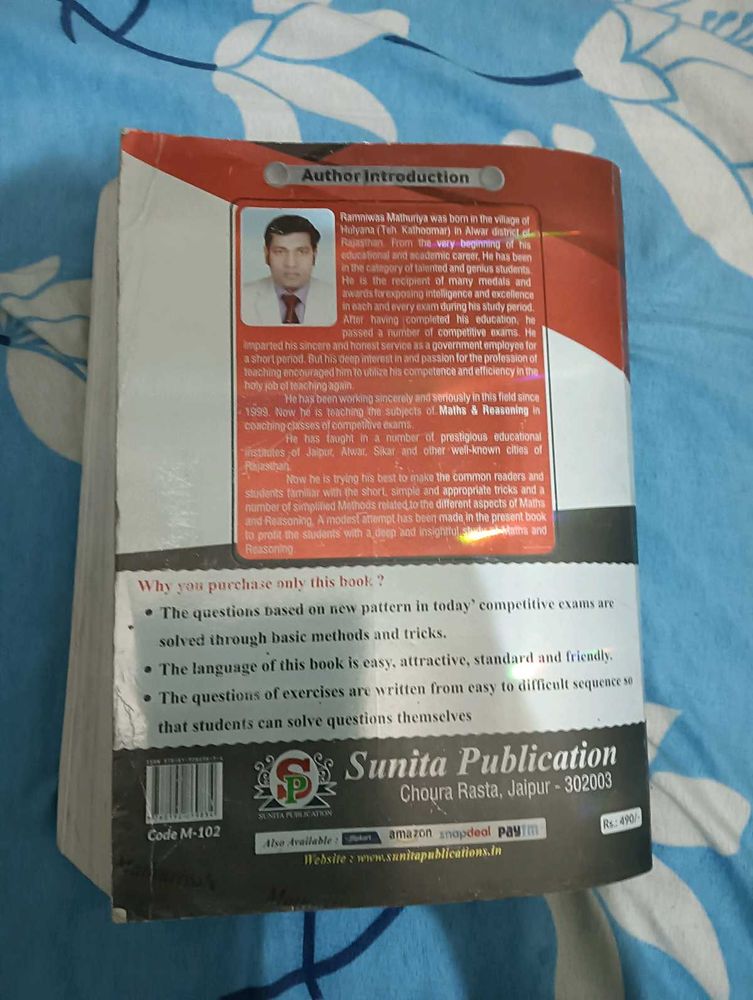 Author Introduction
Ramniwas Mathuriya was born in the village of
Hulyana (Teh. Kathoomar) in Alwar district of
Rajasthan. From the very beginning of his
educational and academic career, He has been
in the category of talented and genius students.
He is the recipient of many medals and
awards for exposing intelligence and excellence
in each and every exam during his study period.
After having completed his education, he
passed a number of competitive exams. He
imparted his sincere and honest service as a government employee for
a short period. But his deep interest in and passion for the profession of
teaching encouraged him to utilize his competence and efficiency in the
holy job of teaching again.
He has been working sincerely and seriously in this field since
1999. Now he is teaching the subjects of Maths & Reasoning in
coaching classes of competitive exams.
He has taught in a number of prestigious educational
institutes of Jaipur, Alwar, Sikar and other well-known cities of
Rajasthan.
Now he is trying his best to make the common readers and
students familiar with the short, simple and appropriate tricks and a
number of simplified Methods related to the different aspects of Maths
and Reasoning. A modest attempt has been made in the present book
to profit the students with a deep and insightful study of Maths and
Reasoning
Why you purchase only this book ?
• The questions based on new pattern in today' competitive exams are
solved through basic methods and tricks.
• The language of this book is easy, attractive, standard and friendly.
• The questions of exercises are written from easy to difficult sequence so
that students can solve questions themselves
ISBN
Code M-102
SP
SUNITA PUBLICATION
Sunita Publication
Choura Rasta, Jaipur - 302003
Also Available : flipkart amazon snapdeal paytm
Rs.: 490/-
Website : www.sunitapublications.in